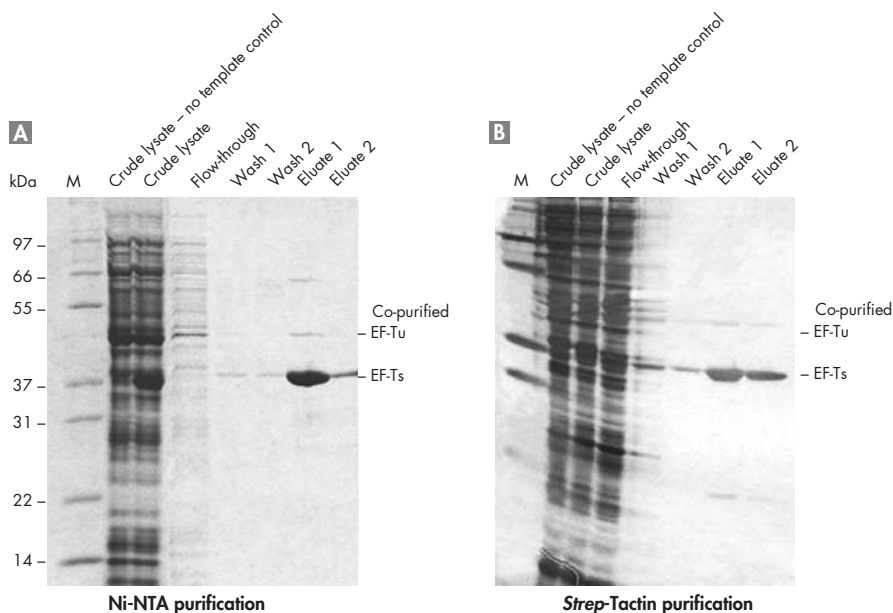 A
kDa
M
Crude lysate – no template control
Crude lysate
Flow-through
Wash 1
Wash 2
Eluate 1
Eluate 2
97 –
66 –
55 –
37 –
31 –
22 –
14 –
Co-purified
– EF-Tu
– EF-Ts
Ni-NTA purification
B
M
Crude lysate – no template control
Crude lysate
Flow-through
Wash 1
Wash 2
Eluate 1
Eluate 2
Co-purified
– EF-Tu
– EF-Ts
Strep-Tactin purification